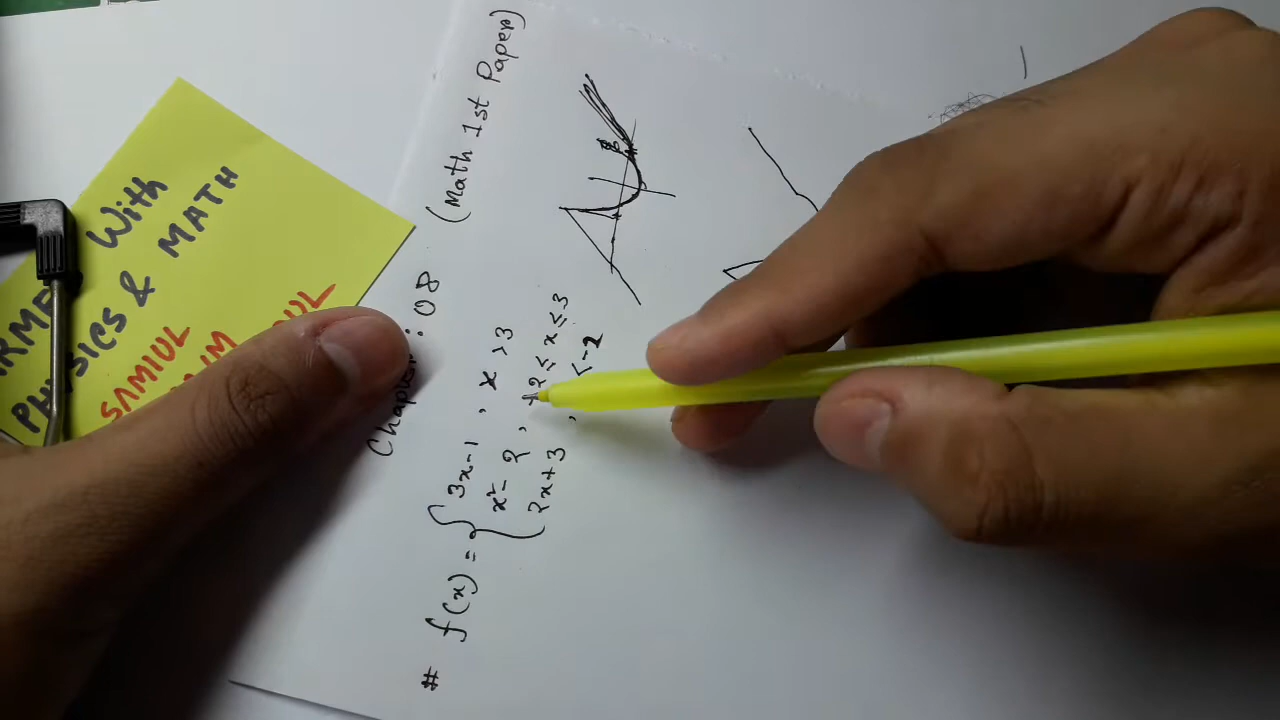 With
PHYSICS & MATH
SAMIUL
Chapter: 08 (Math 1st Paper)
# f(x) = { 3x-1 , x > 3
x²- 2 , -2 ≤ x ≤ 3
2x+3 , < -2